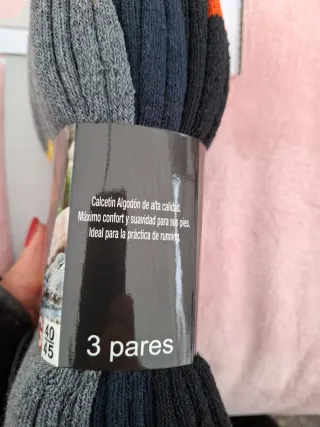 Calcetín Algodón de alta calidad.
Máximo confort y suavidad para sus pies.
Ideal para la práctica de running.
40
45
3 pares